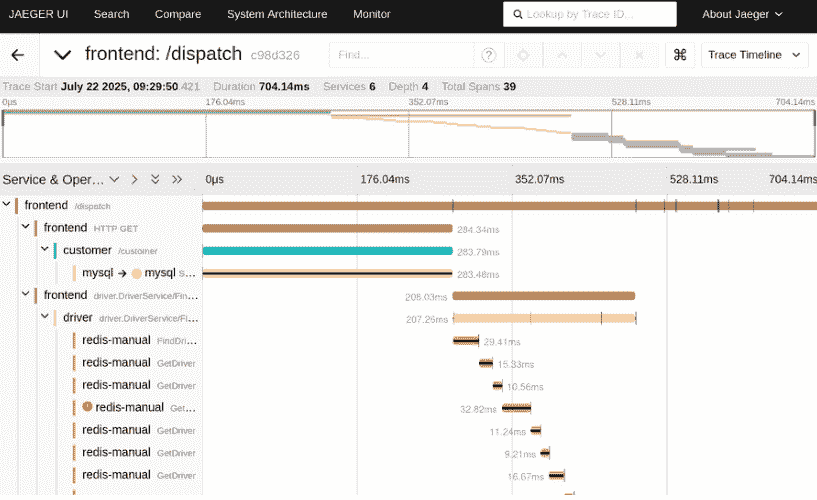 JAEGER UI Search Compare System Architecture Monitor Lookup by Trace ID... About Jaeger
frontend: /dispatch c98d326 Find... Trace Timeline
Trace Start July 22 2025, 09:29:50.421 Duration 704.14ms Services 6 Depth 4 Total Spans 39
0μs 176.04ms 352.07ms 528.11ms 704.14ms
Service & Oper... 0μs 176.04ms 352.07ms 528.11ms 704.14ms
frontend /dispatch
frontend HTTP GET 284.34ms
customer /customer 283.79ms
mysql → mysql S... 283.46ms
frontend driver.DriverService/Fin... 208.03ms
driver driver.DriverService/Fi... 207.26ms
redis-manual FindDri... 29.41ms
redis-manual GetDriver 15.33ms
redis-manual GetDriver 10.56ms
redis-manual Get... 32.82ms
redis-manual GetDriver 11.24ms
redis-manual GetDriver 9.21ms
redis-manual GetDriver 16.67ms